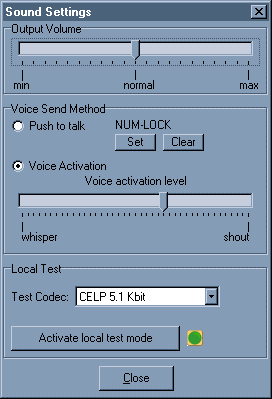 Sound Settings
Output Volume
min normal max
Voice Send Method
Push to talk NUM-LOCK
Set Clear
Voice Activation
Voice activation level
whisper shout
Local Test
Test Codec: CELP 5.1 Kbit
Activate local test mode
Close